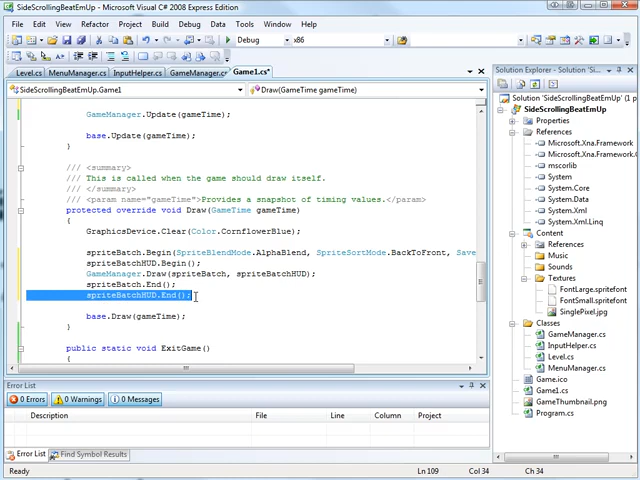 SideScrollingBeatEmUp - Microsoft Visual C# 2008 Express Edition
File Edit View Refactor Project Build Debug Data Tools Window Help
Debug x86
Level.cs MenuManager.cs InputHelper.cs GameManager.cs Game1.cs*
SideScrollingBeatEmUp.Game1 Draw(GameTime gameTime)
GameManager.Update(gameTime);
base.Update(gameTime);
}
/// <summary>
/// This is called when the game should draw itself.
/// </summary>
/// <param name="gameTime">Provides a snapshot of timing values.</param>
protected override void Draw(GameTime gameTime)
{
GraphicsDevice.Clear(Color.CornflowerBlue);
spriteBatch.Begin(SpriteBlendMode.AlphaBlend, SpriteSortMode.BackToFront, Save
spriteBatchHUD.Begin();
GameManager.Draw(spriteBatch, spriteBatchHUD);
spriteBatch.End();
spriteBatchHUD.End();
base.Draw(gameTime);
}
public static void ExitGame()
{
Solution Explorer - Solution 'SideScr
Solution 'SideScrollingBeatEmUp'
SideScrollingBeatEmUp
Properties
References
Microsoft.Xna.Framework
Microsoft.Xna.Framework
mscorlib
System
System.Core
System.Data
System.Xml
System.Xml.Linq
Content
References
Music
Sounds
Textures
FontLarge.spritefont
FontSmall.spritefont
SinglePixel.jpg
Classes
GameManager.cs
InputHelper.cs
Level.cs
MenuManager.cs
Game.ico
Game1.cs
GameThumbnail.png
Program.cs
Error List
0 Errors 0 Warnings 0 Messages
Description File Line Column Project
Error List Find Symbol Results
Ready Ln 109 Col 34 Ch 34